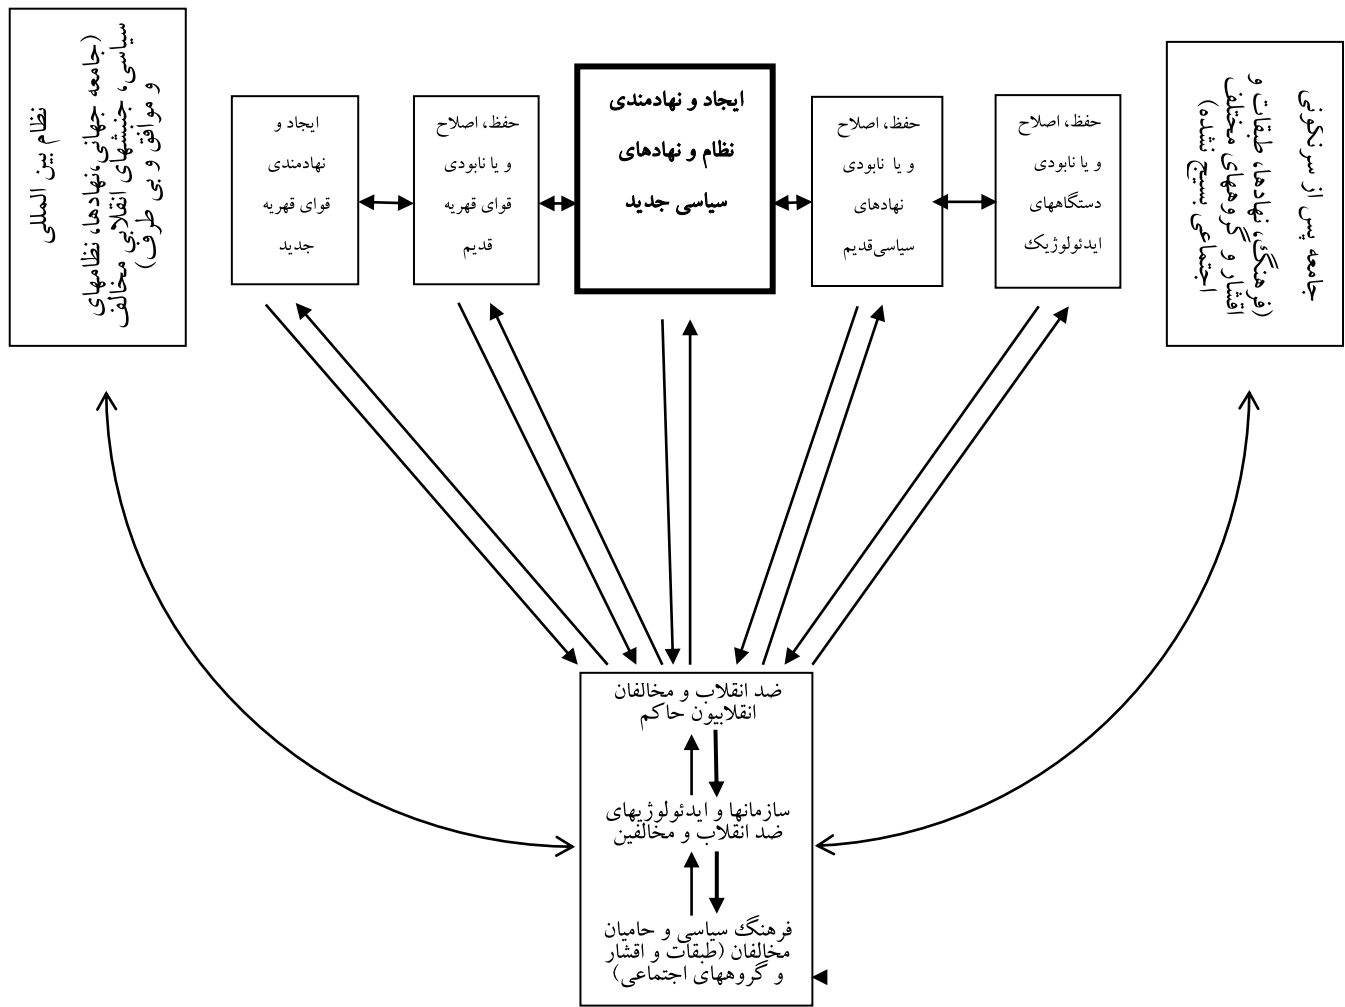 جامعه پس از سرنگونی
(فرهنگ، نهادها، طبقات و
اقشار و گروههای مختلف
اجتماعی بسیج نشده)
حفظ، اصلاح
و یا نابودی
دستگاههای
ایدئولوژیک
حفظ، اصلاح
و یا نابودی
نهادهای
سیاسی قدیم
ایجاد و نهادمندی
نظام و نهادهای
سیاسی جدید
حفظ، اصلاح
و یا نابودی
قوای قهریه
قدیم
ایجاد و
نهادمندی
قوای قهریه
جدید
نظام بین المللی
(جامعه جهانی،نهادها، نظامهای
سیاسی، جنبشهای انقلابی مخالف
و موافق و بی طرف)
ضد انقلاب و مخالفان
انقلابیون حاکم
سازمانها و ایدئولوژیهای
ضد انقلاب و مخالفین
فرهنگ سیاسی و حامیان
مخالفان (طبقات و اقشار
و گروههای اجتماعی)